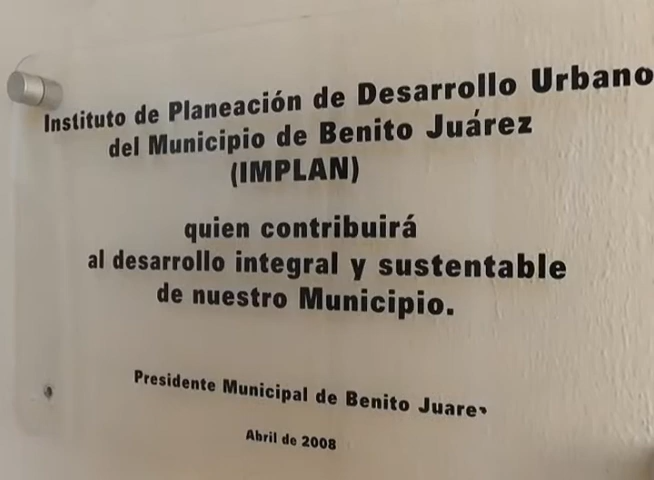 Instituto de Planeación de Desarrollo Urbano
del Municipio de Benito Juárez
(IMPLAN)
quien contribuirá
al desarrollo integral y sustentable
de nuestro Municipio.
Presidente Municipal de Benito Juare
Abril de 2008